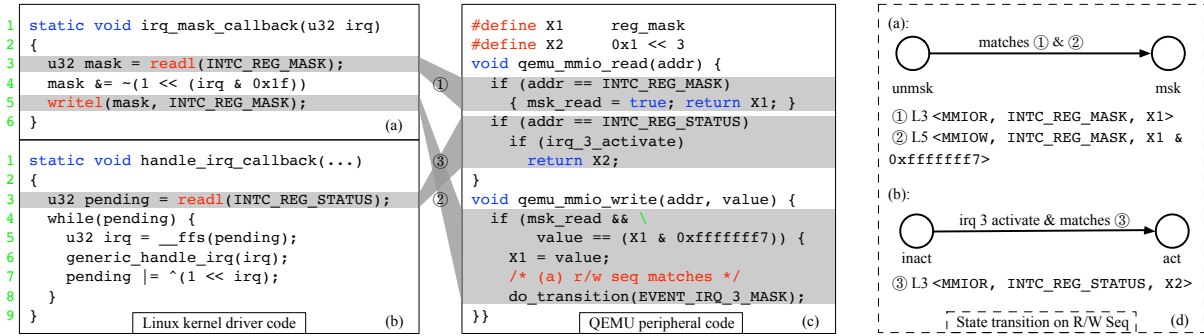 1 static void irq_mask_callback(u32 irq)
2 {
3 u32 mask = readl(INTC_REG_MASK);
4 mask &= ~(1 << (irq & 0x1f))
5 writel(mask, INTC_REG_MASK);
6 }
(a)
1 static void handle_irq_callback(...)
2 {
3 u32 pending = readl(INTC_REG_STATUS);
4 while(pending) {
5 u32 irq = __ffs(pending);
6 generic_handle_irq(irq);
7 pending |= ^(1 << irq);
8 }
9 }
Linux kernel driver code
(b)
①
③
②
#define X1 reg_mask
#define X2 0x1 << 3
void qemu_mmio_read(addr) {
if (addr == INTC_REG_MASK)
{ msk_read = true; return X1; }
if (addr == INTC_REG_STATUS)
if (irq_3_activate)
return X2;
}
void qemu_mmio_write(addr, value) {
if (msk_read && \
value == (X1 & 0xfffffff7)) {
X1 = value;
/* (a) r/w seq matches */
do_transition(EVENT_IRQ_3_MASK);
}}
QEMU peripheral code
(c)
(a):
matches ① & ②
unmsk
msk
① L3 <MMIOR, INTC_REG_MASK, X1>
② L5 <MMIOW, INTC_REG_MASK, X1 &
0xfffffff7>
(b):
irq 3 activate & matches ③
inact
act
③ L3 <MMIOR, INTC_REG_STATUS, X2>
State transition on R/W Seq
(d)